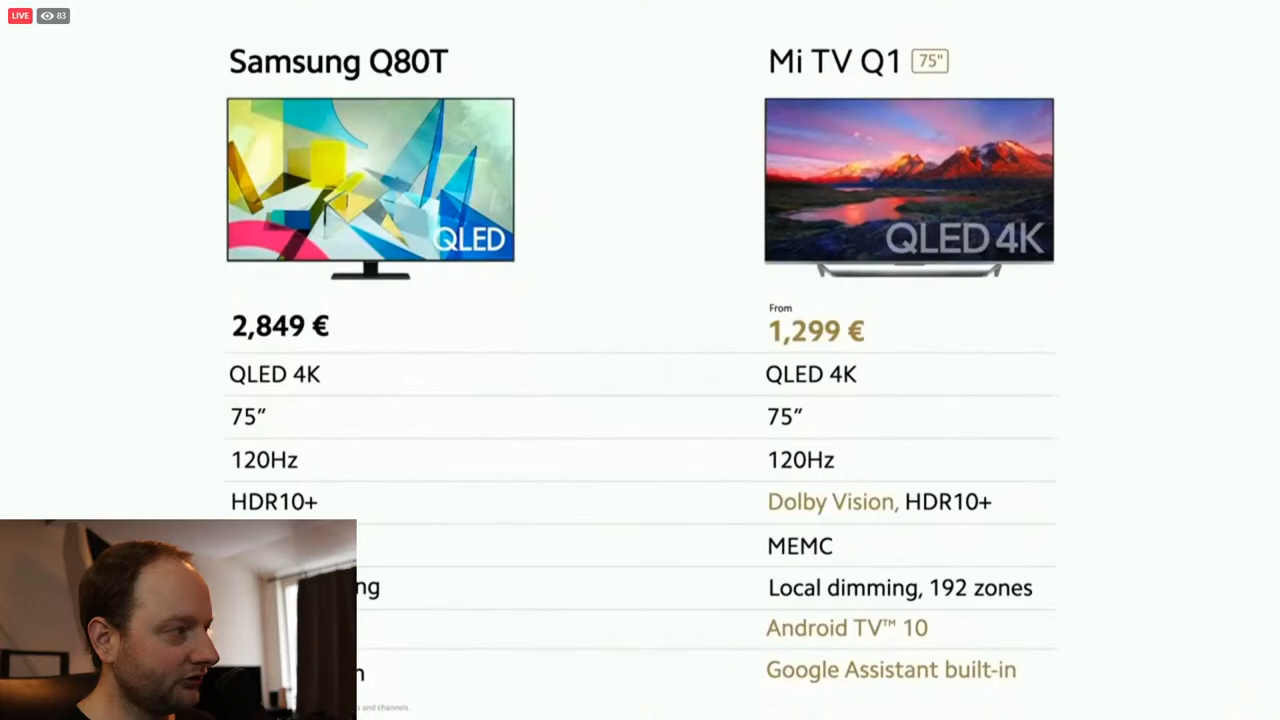 LIVE 83
Samsung Q80T
Mi TV Q1 75"
QLED
QLED 4K
2,849 €
From
1,299 €
QLED 4K
QLED 4K
75”
75”
120Hz
120Hz
HDR10+
Dolby Vision, HDR10+
MEMC
ng
Local dimming, 192 zones
Android TV™ 10
n
Google Assistant built-in
and channels.